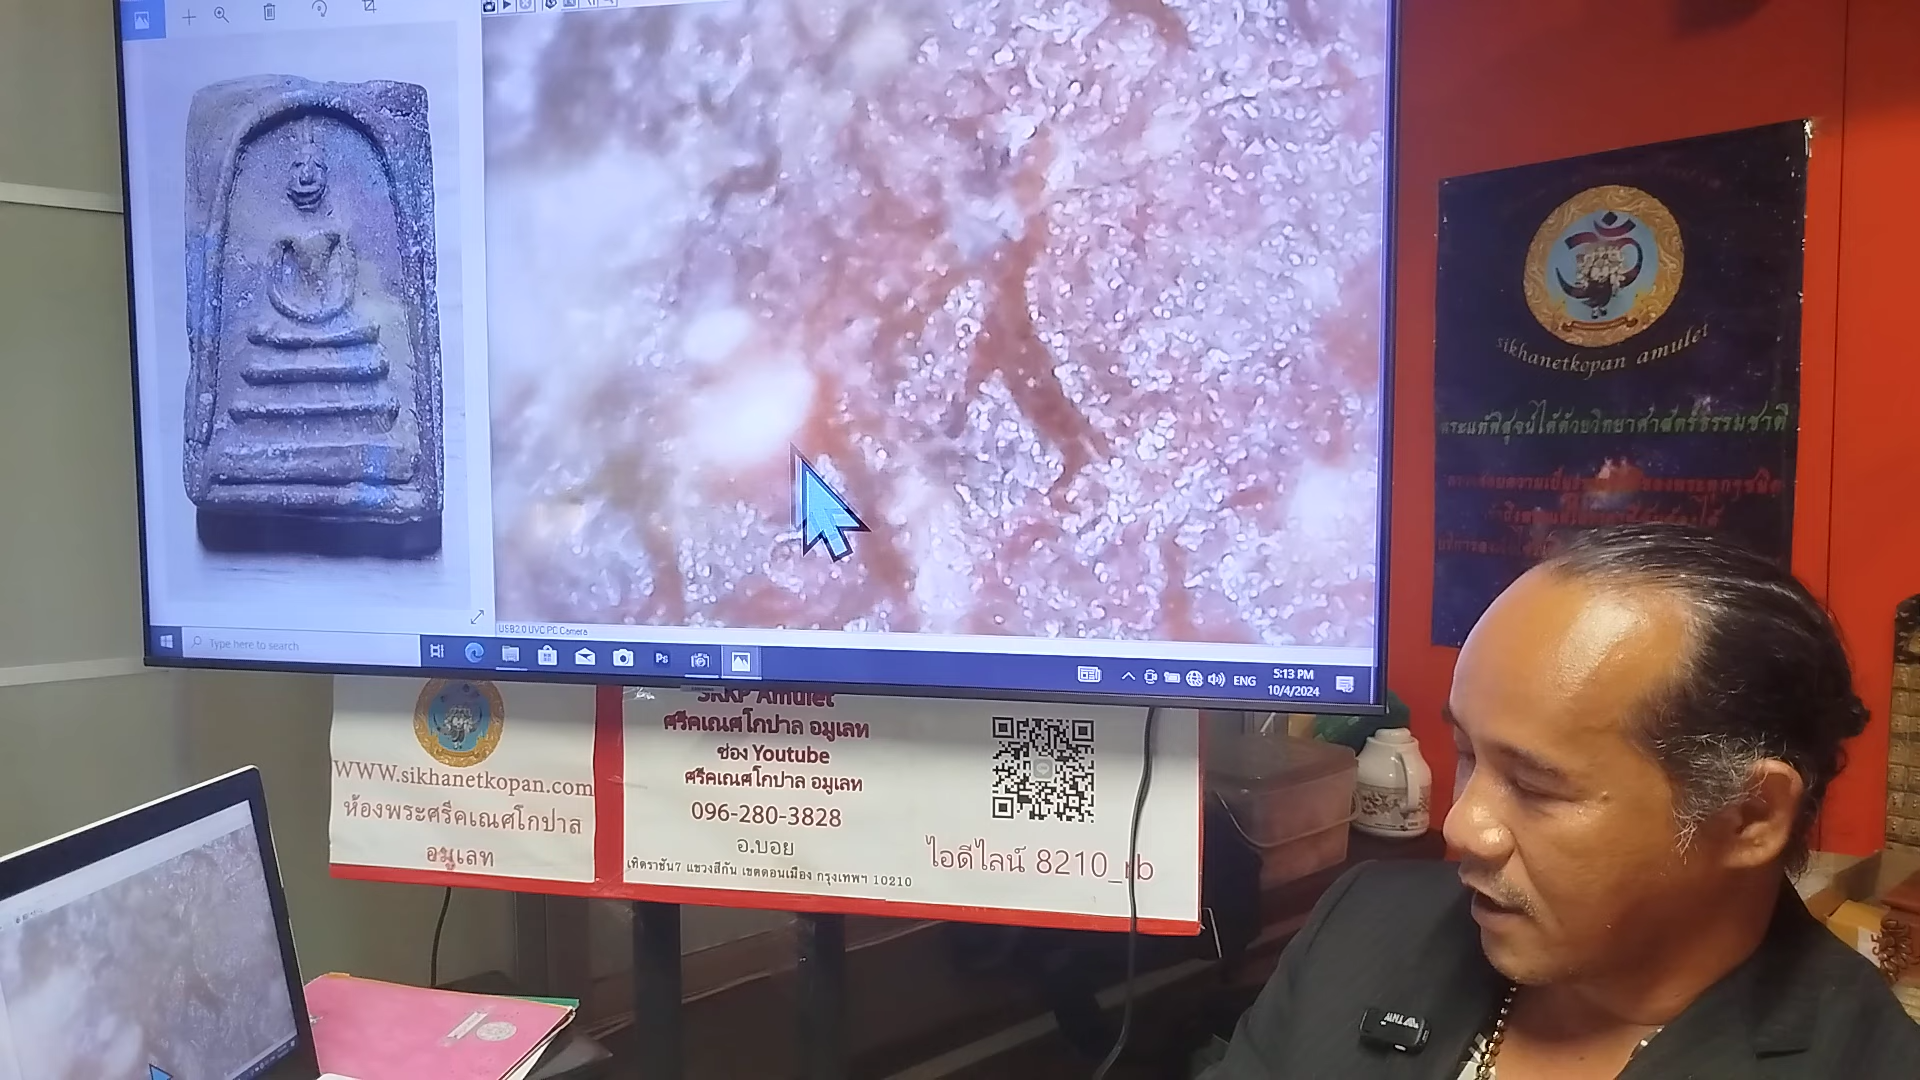 USB2.0 UVC PC Camera
Type here to search
Ps
ENG
5:13 PM
10/4/2024
sikhanetkopan amulet
พระแท้พิสูจน์ได้ด้วยวิทยาศาสตร์ธรรมชาติ
WWW.sikhanetkopan.com
ห้องพระศรีคเณศโกปาล
อมูเลท
SKKP Amulet
ศรีคเณศโกปาล อมูเลท
ช่อง Youtube
ศรีคเณศโกปาล อมูเลท
096-280-3828
อ.บอย
เทิดราชัน7 แขวงสีกัน เขตดอนเมือง กรุงเทพฯ 10210
ไอดีไลน์ 8210_rb
TNW